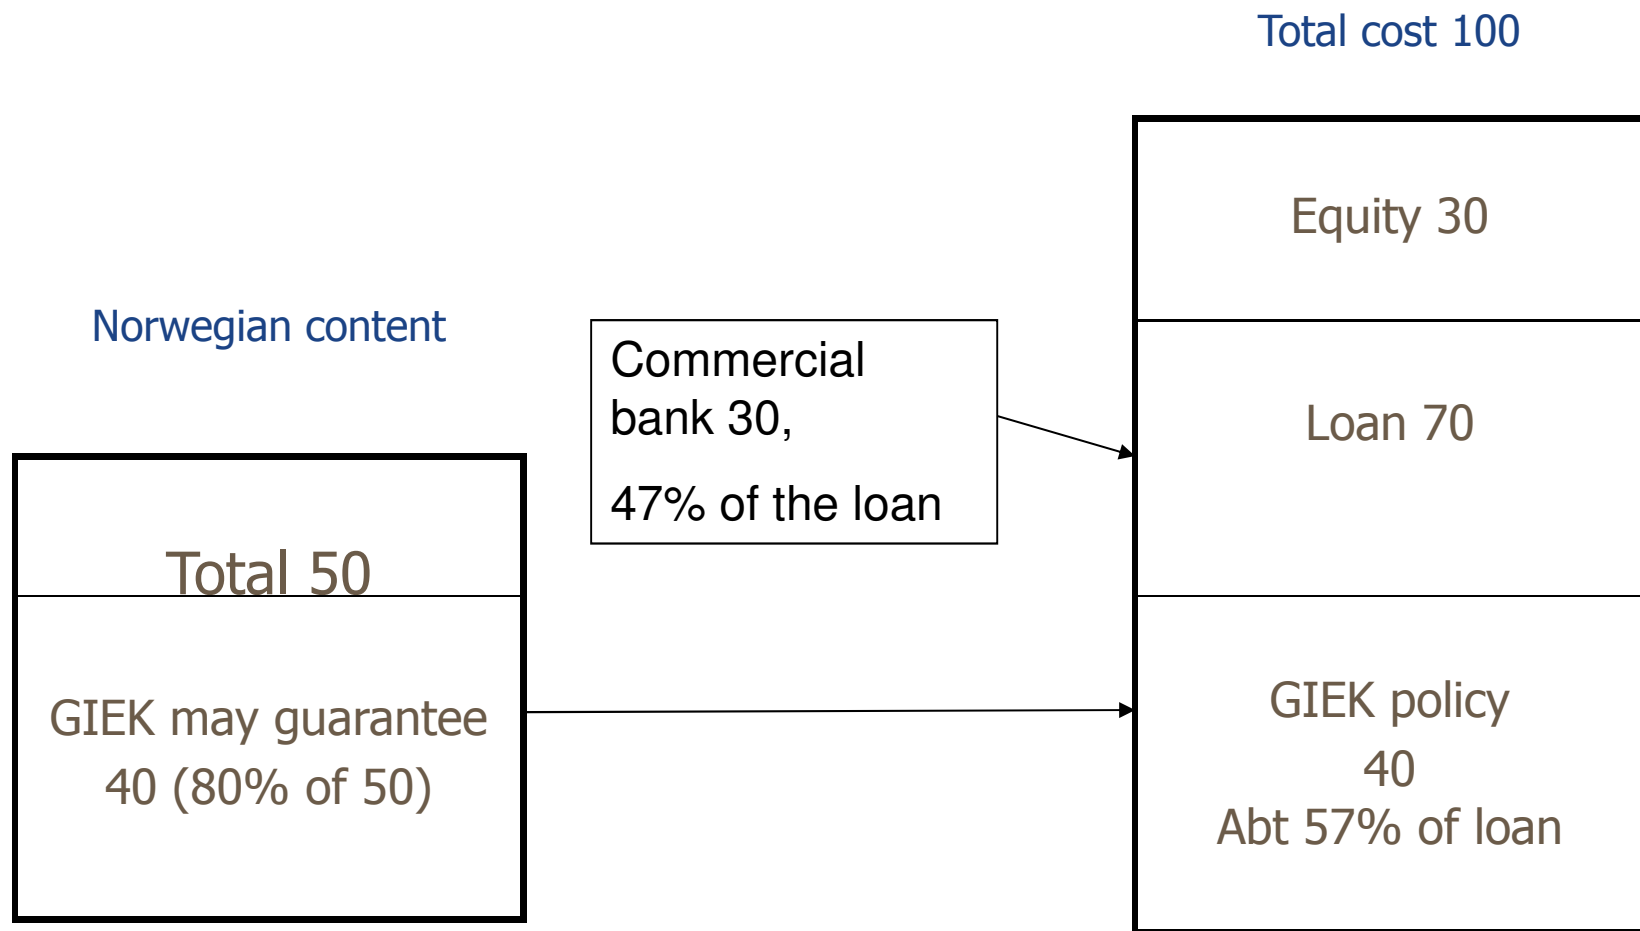 Total cost 100
Equity 30
Norwegian content
Commercial
bank 30,
47% of the loan
Loan 70
Total 50
GIEK may guarantee
40 (80% of 50)
GIEK policy
40
Abt 57% of loan